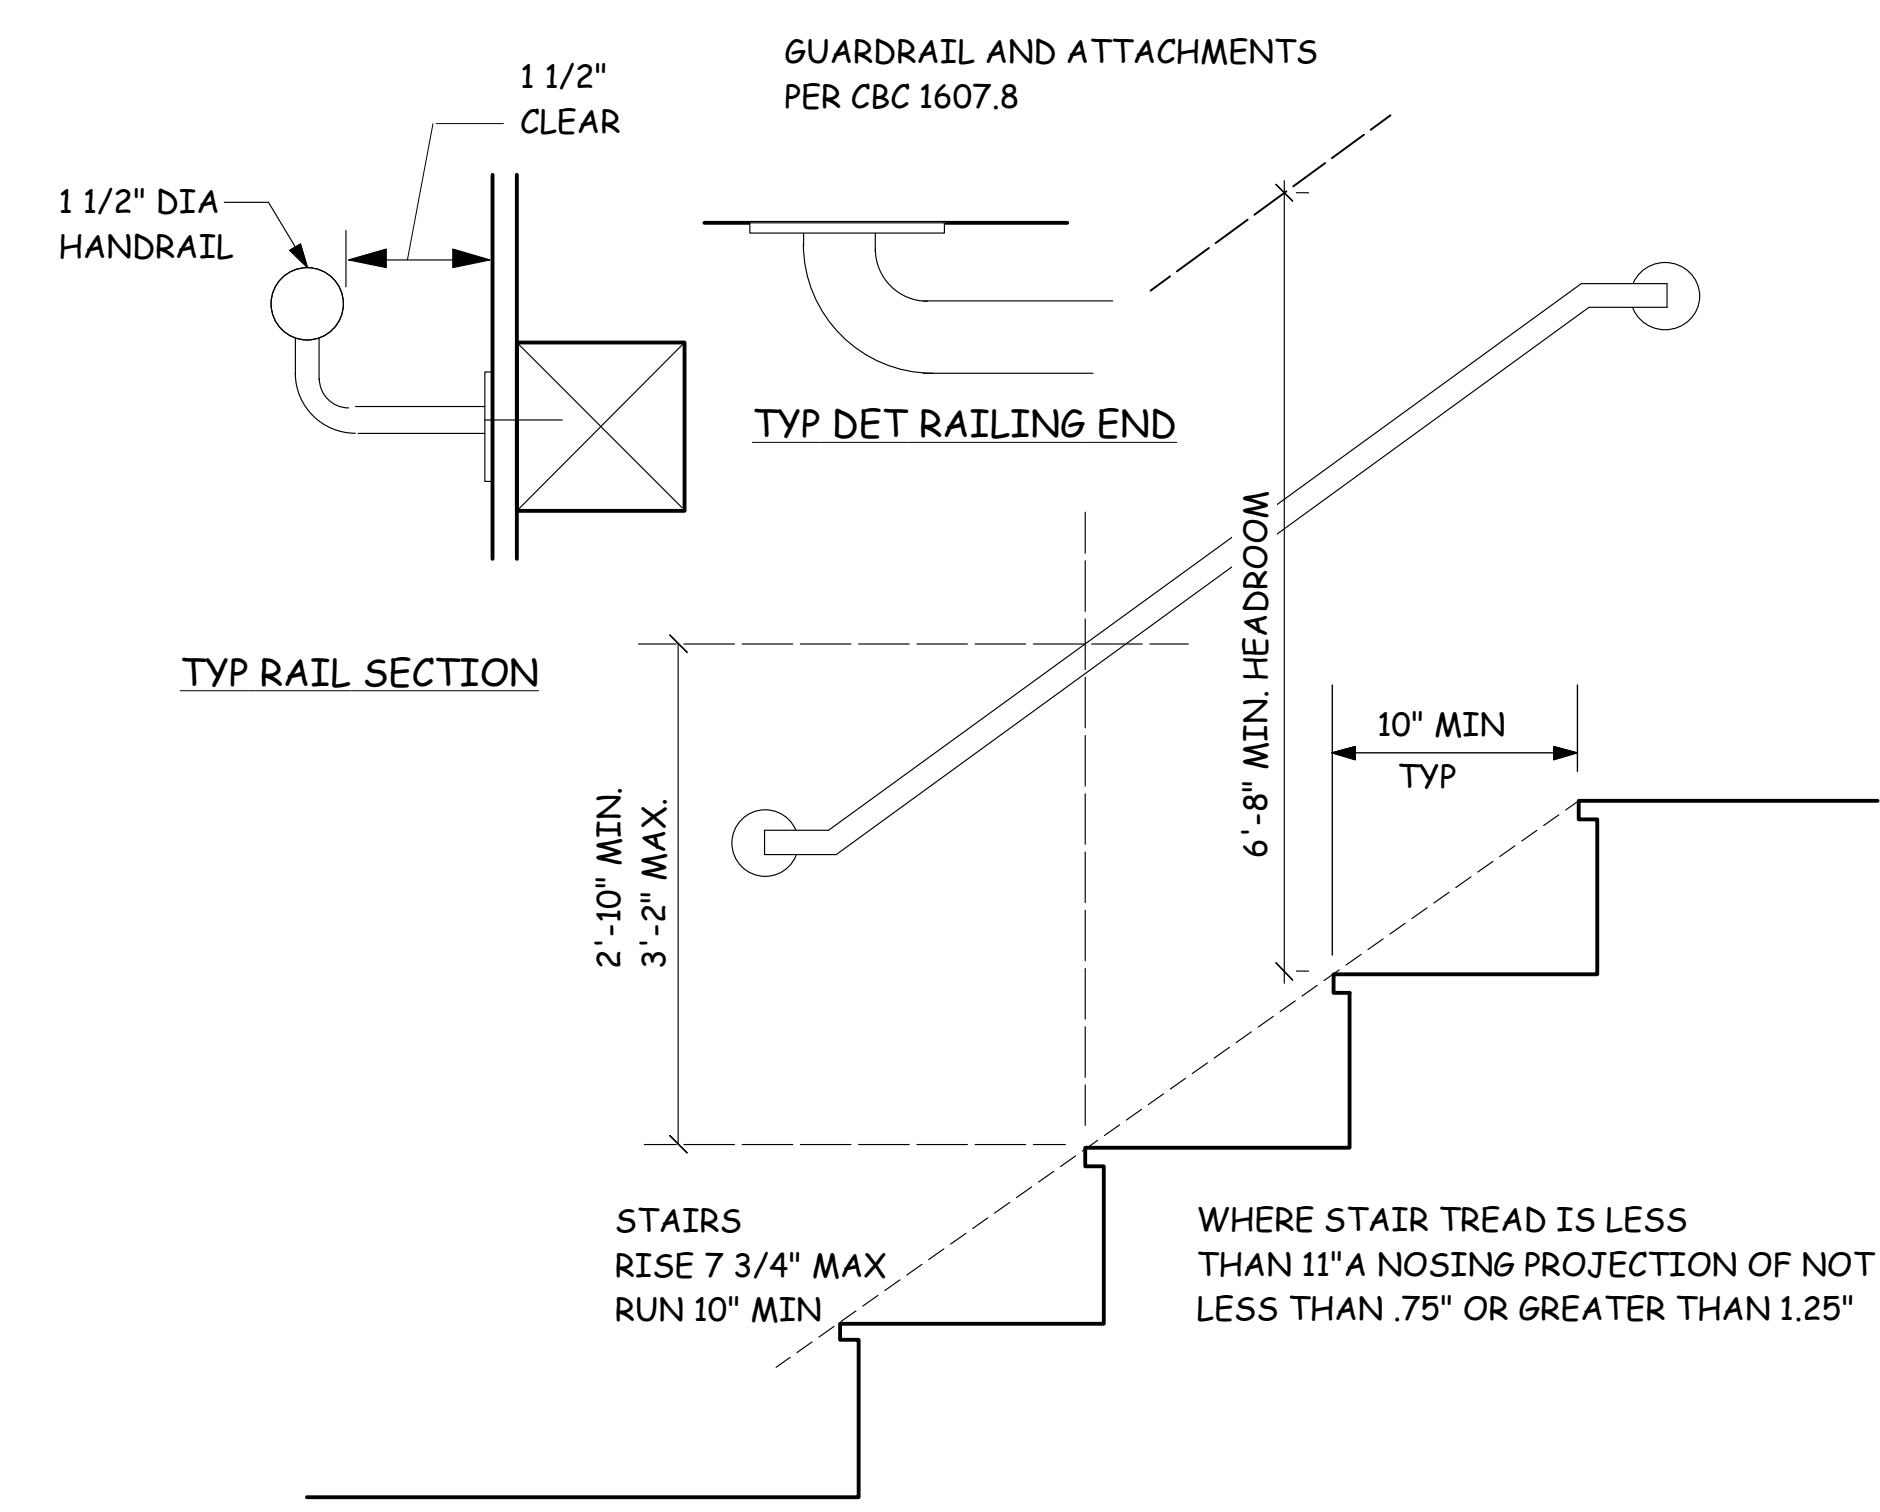 GUARDRAIL AND ATTACHMENTS
PER CBC 1607.8
1 1/2"
CLEAR
1 1/2" DIA
HANDRAIL
TYP DET RAILING END
TYP RAIL SECTION
6'-8" MIN. HEADROOM
10" MIN
TYP
2'-10" MIN.
3'-2" MAX.
STAIRS
RISE 7 3/4" MAX
RUN 10" MIN
WHERE STAIR TREAD IS LESS
THAN 11"A NOSING PROJECTION OF NOT
LESS THAN .75" OR GREATER THAN 1.25"